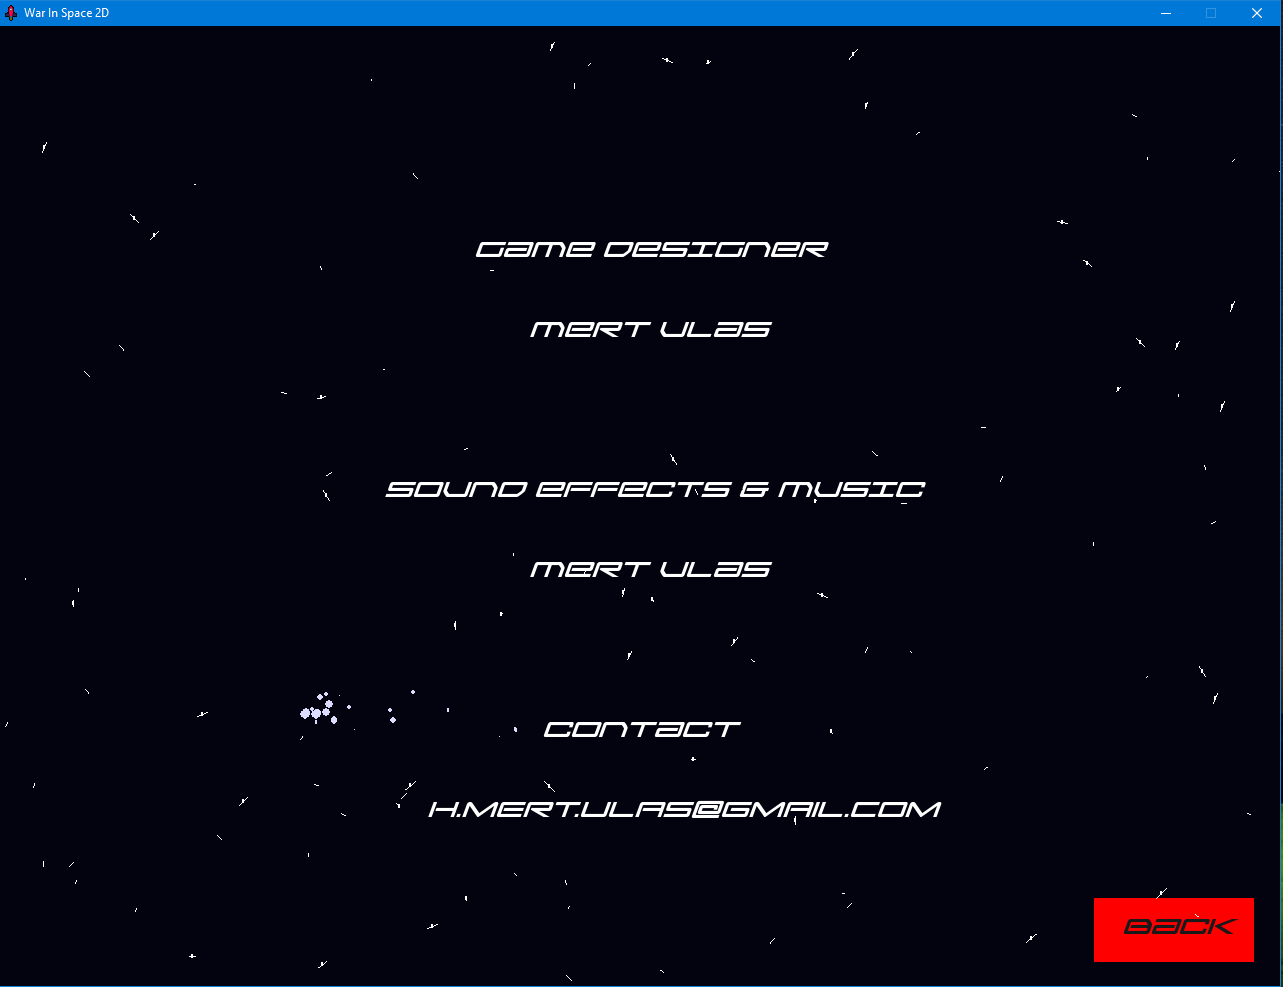 War In Space 2D
Game Designer
Mert Ulas
Sound Effects & Music
Mert Ulas
Contact
H.MERT.ULAS@GMAIL.COM
Back